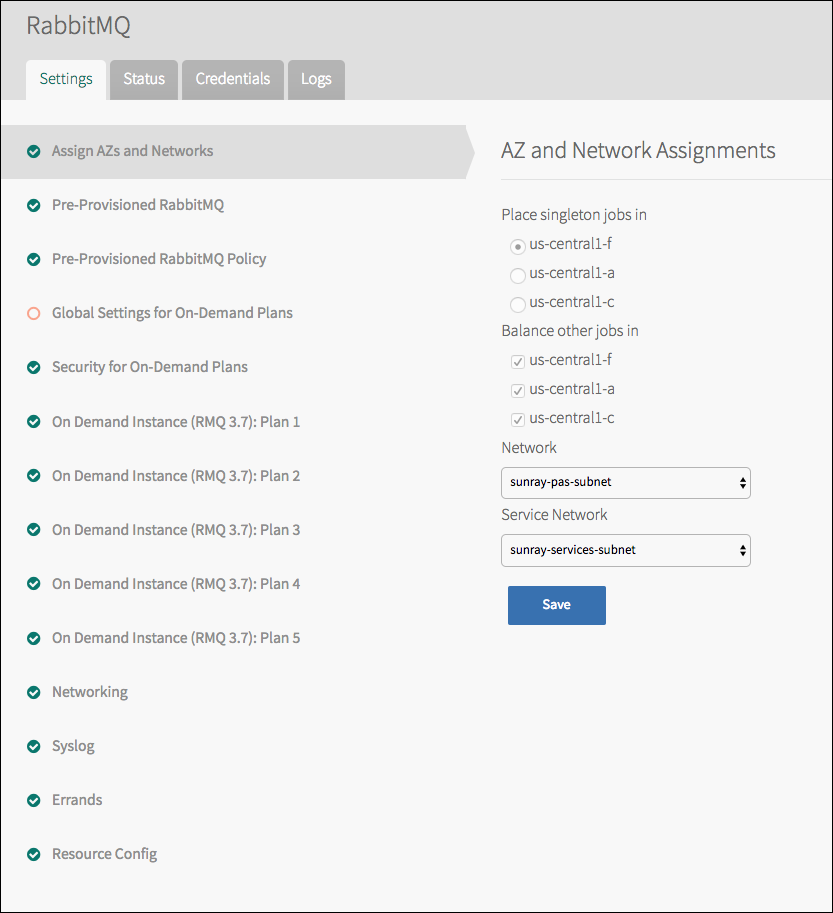 RabbitMQ
Settings
Status
Credentials
Logs
Assign AZs and Networks
Pre-Provisioned RabbitMQ
Pre-Provisioned RabbitMQ Policy
Global Settings for On-Demand Plans
Security for On-Demand Plans
On Demand Instance (RMQ 3.7): Plan 1
On Demand Instance (RMQ 3.7): Plan 2
On Demand Instance (RMQ 3.7): Plan 3
On Demand Instance (RMQ 3.7): Plan 4
On Demand Instance (RMQ 3.7): Plan 5
Networking
Syslog
Errands
Resource Config
AZ and Network Assignments
Place singleton jobs in
us-central1-f
us-central1-a
us-central1-c
Balance other jobs in
us-central1-f
us-central1-a
us-central1-c
Network
sunray-pas-subnet
Service Network
sunray-services-subnet
Save